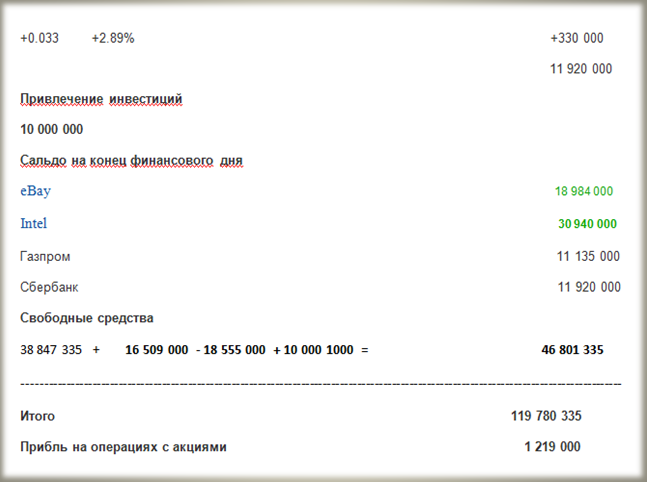 +0.033 +2.89% +330 000
11 920 000
Привлечение инвестиций
10 000 000
Сальдо на конец финансового дня
eBay 18 984 000
Intel 30 940 000
Газпром 11 135 000
Сбербанк 11 920 000
Свободные средства
38 847 335 + 16 509 000 - 18 555 000 + 10 000 1000 = 46 801 335
Итого 119 780 335
Прибль на операциях с акциями 1 219 000